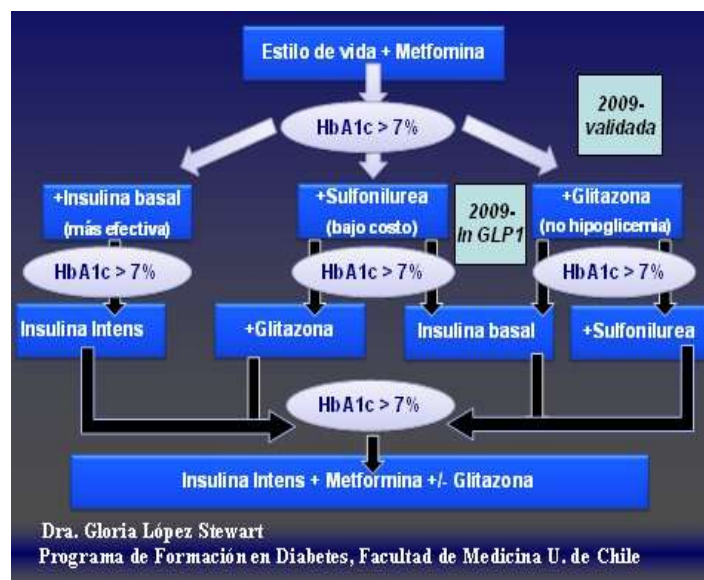 Estilo de vida + Metfomina
HbA1c > 7%
2009-
validada
+Insulina basal
(más efectiva)
+Sulfonilurea
(bajo costo)
2009-
In GLP1
+Glitazona
(no hipoglicemia)
HbA1c > 7%
HbA1c > 7%
HbA1c > 7%
Insulina Intens
+Glitazona
Insulina basal
+Sulfonilurea
HbA1c > 7%
Insulina Intens + Metformina +/- Glitazona
Dra. Gloria López Stewart
Programa de Formación en Diabetes, Facultad de Medicina U. de Chile